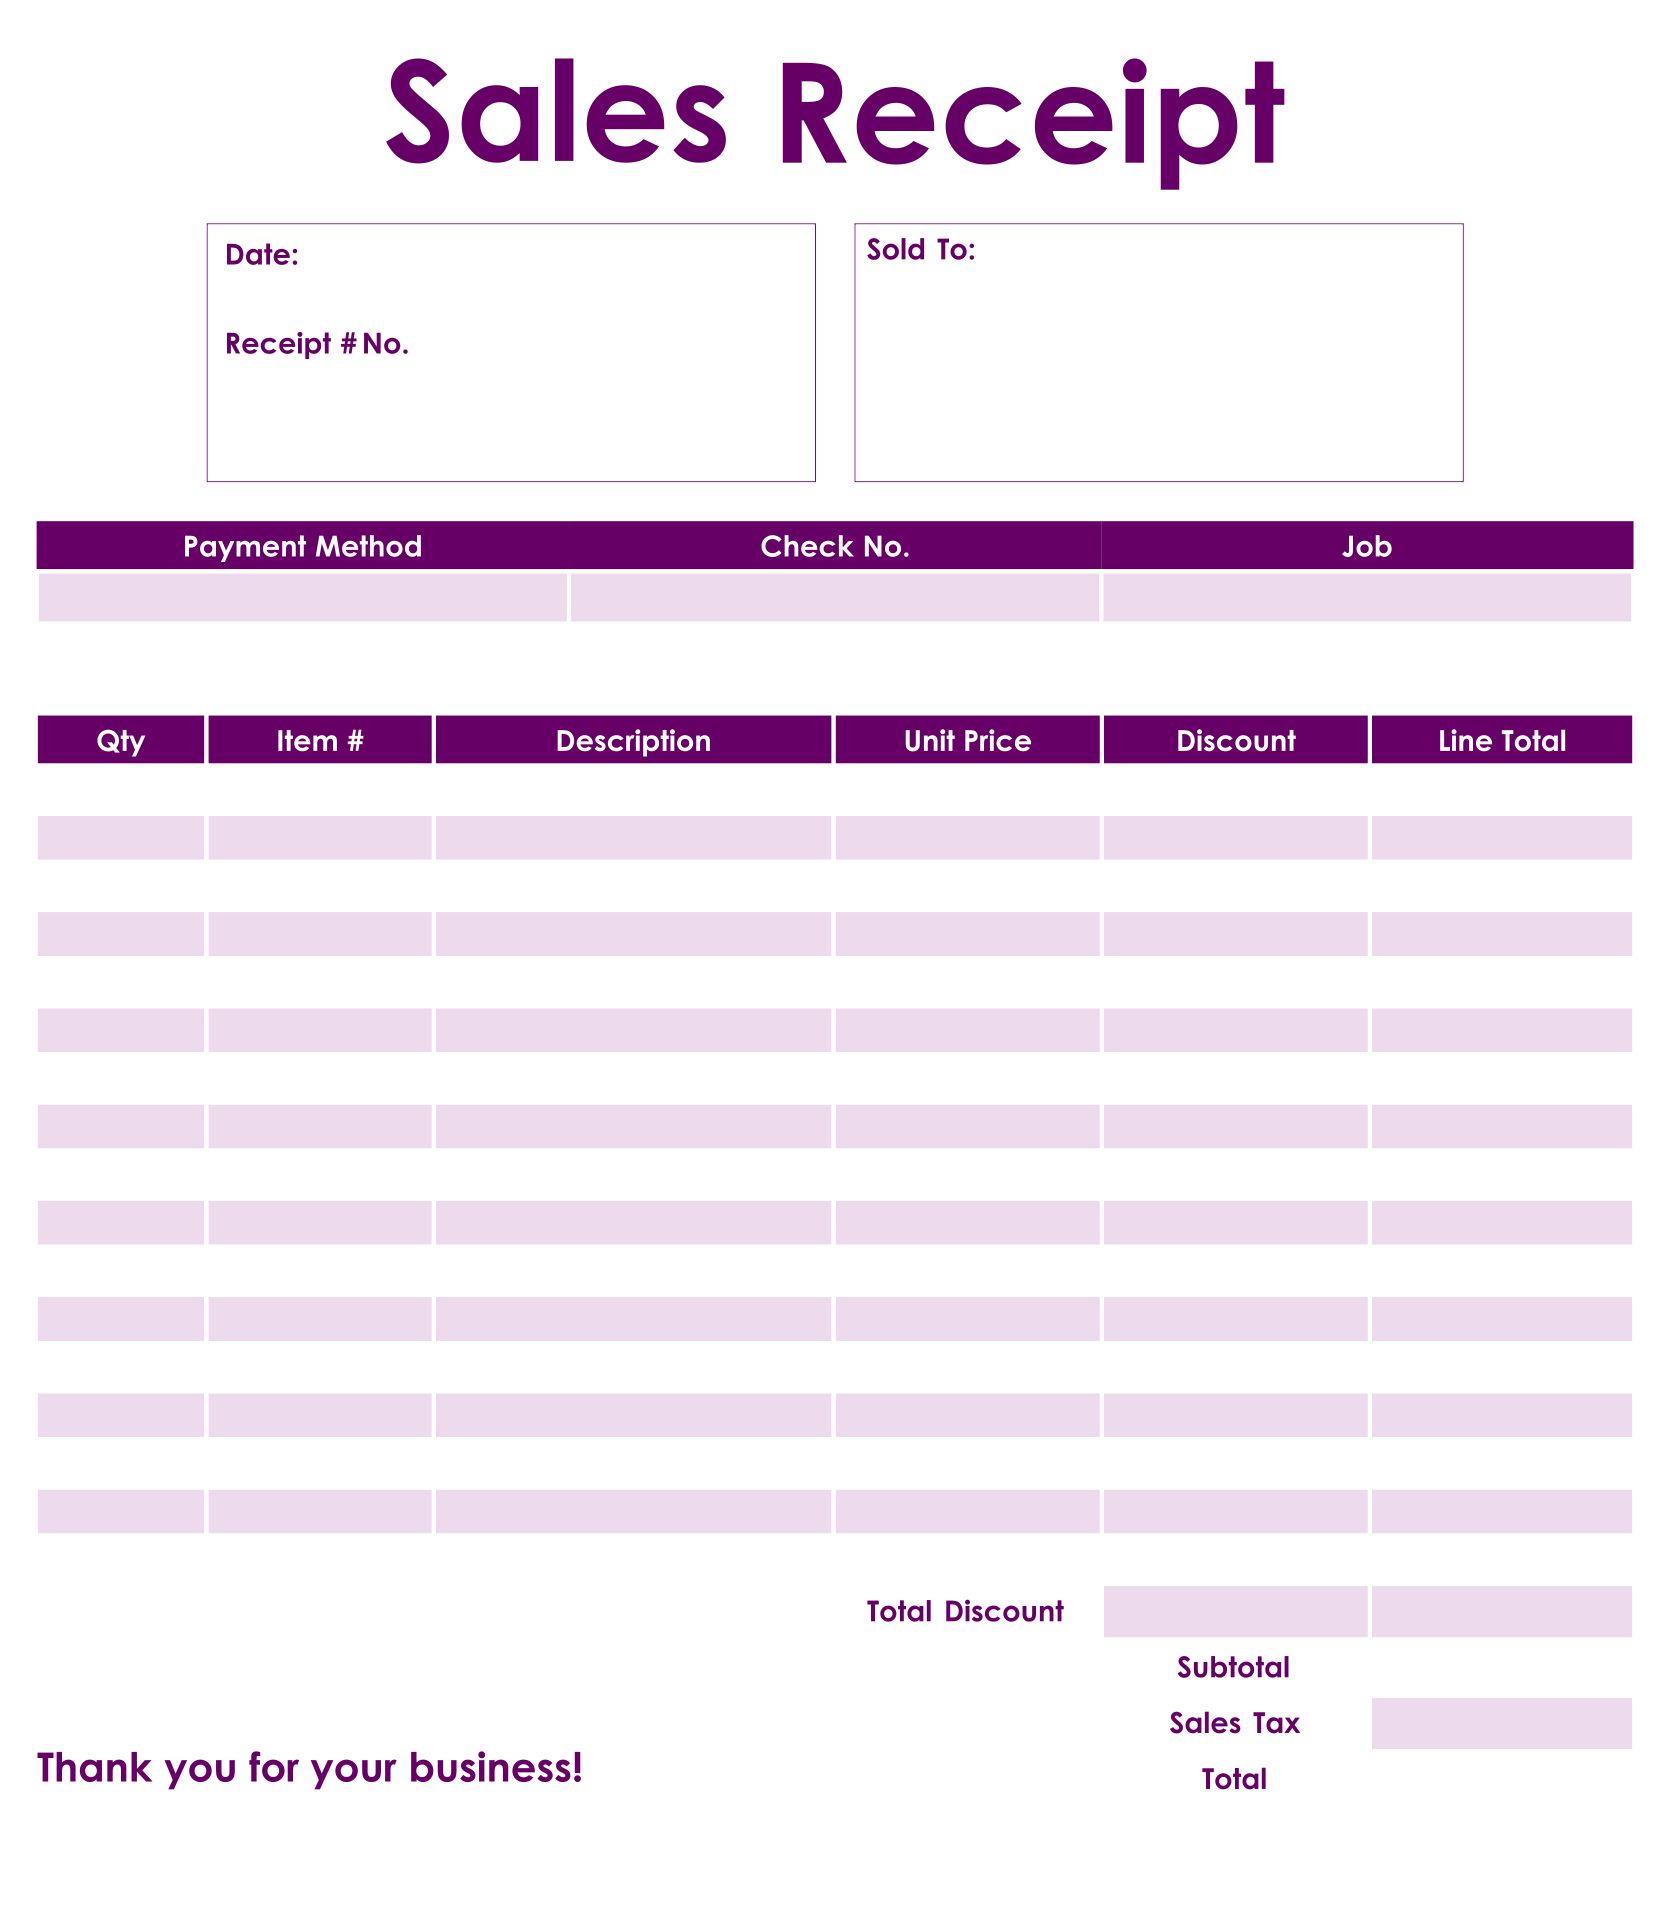 Sales Receipt
Date:
Sold To:
Receipt # No.
Payment Method Check No. Job
Qty Item # Description Unit Price Discount Line Total
Total Discount
Subtotal
Sales Tax
Thank you for your business!
Total